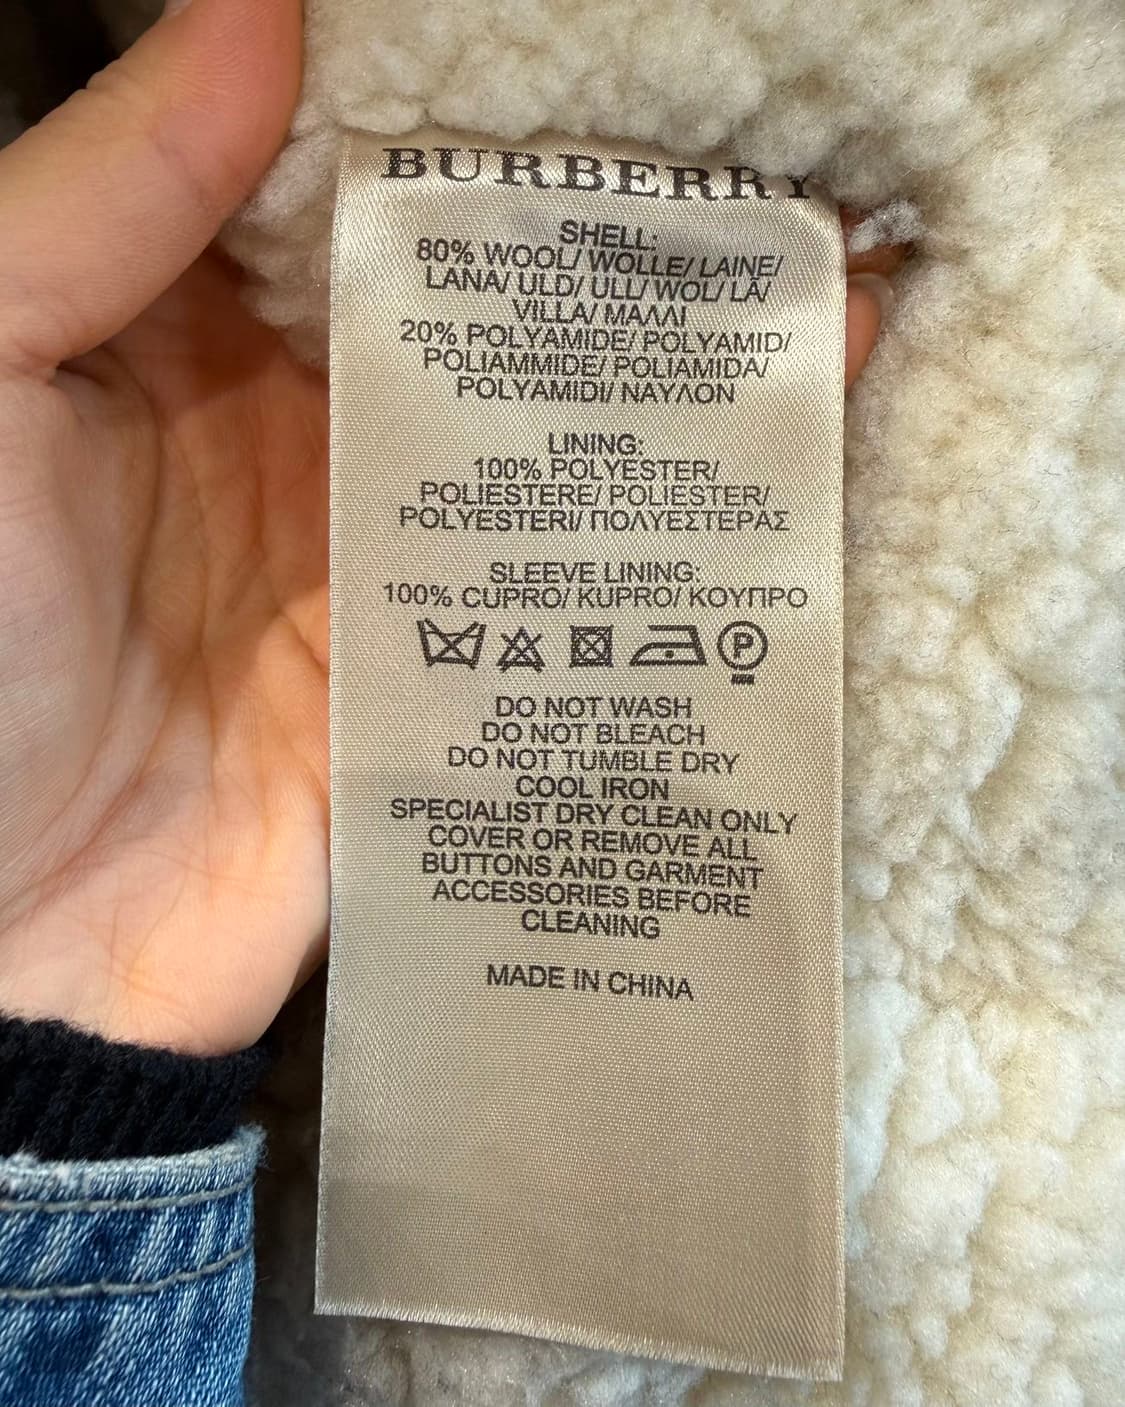 BURBERRY
SHELL:
80% WOOL/ WOLLE/ LAINE/
LANA/ ULD/ ULL/ WOL/ LÃ/
VILLA/ ΜΑΛΛΙ
20% POLYAMIDE/ POLYAMID/
POLIAMMIDE/ POLIAMIDA/
POLYAMIDI/ ΝΑΥΛΟΝ
LINING:
100% POLYESTER/
POLIESTERE/ POLIESTER/
POLYESTERI/ ΠΟΛΥΕΣΤΕΡΑΣ
SLEEVE LINING:
100% CUPRO/ KUPRO/ ΚΟΥΠΡΟ
P
DO NOT WASH
DO NOT BLEACH
DO NOT TUMBLE DRY
COOL IRON
SPECIALIST DRY CLEAN ONLY
COVER OR REMOVE ALL
BUTTONS AND GARMENT
ACCESSORIES BEFORE
CLEANING
MADE IN CHINA